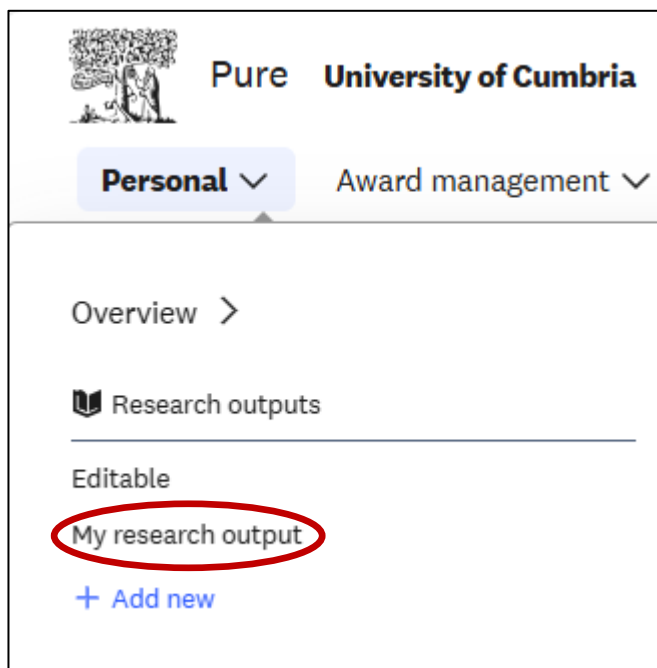 Pure University of Cumbria
Personal Award management
Overview
Research outputs
Editable
My research output
+ Add new